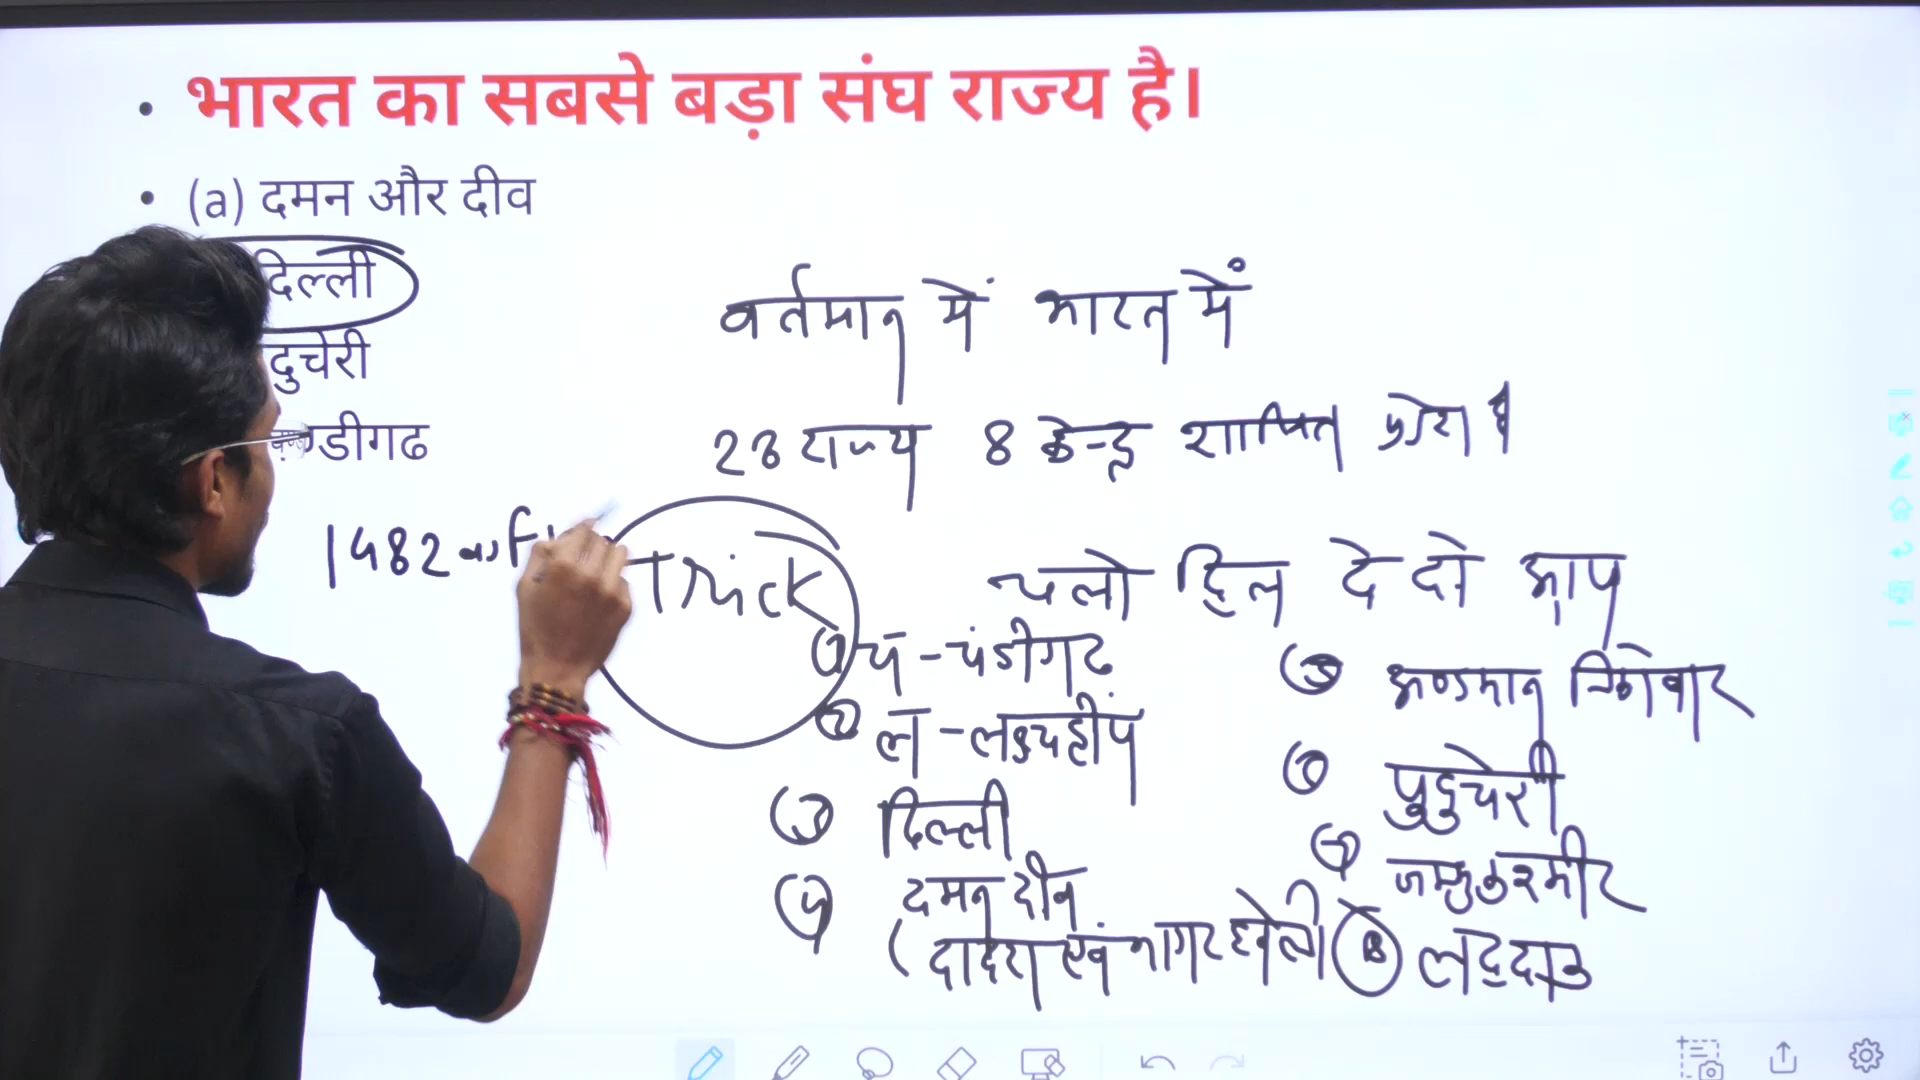 • भारत का सबसे बड़ा संघ राज्य है।
• (a) दमन और दीव
दिल्ली
दुचेरी
ण्डीगढ
वर्तमान में भारत में
28 राज्य 8 केन्द्र शासित प्रदेश है
1482 का
Trick
चलो दिल दे दो आप
① च - चंडीगढ
② ल - लक्ष्यद्वीप
③ दिल्ली
④ दमन दीव
( दादरा एवं नागर हवेली
⑤ अण्डमान निकोबार
⑥ पुदुचेरी
⑦ जम्मु कश्मीर
⑧ लद्दाख